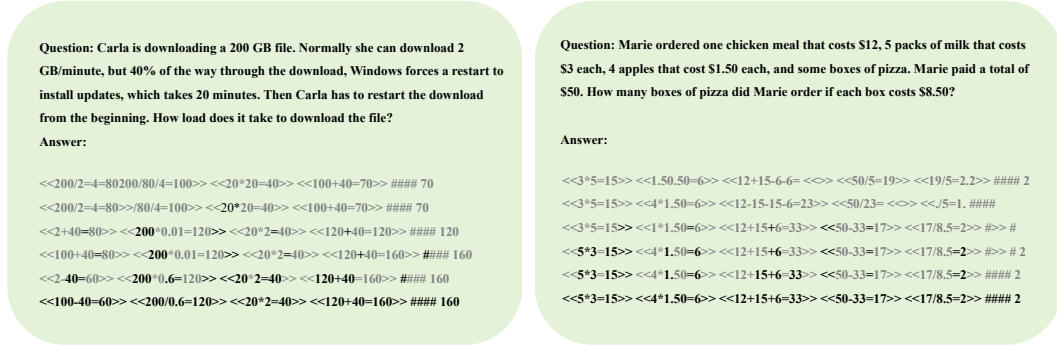 Question: Carla is downloading a 200 GB file. Normally she can download 2
GB/minute, but 40% of the way through the download, Windows forces a restart to
install updates, which takes 20 minutes. Then Carla has to restart the download
from the beginning. How load does it take to download the file?
Answer:
<<200/2=4=80200/80/4=100>> <<20*20=40>> <<100+40=70>> #### 70
<<200/2=4=80>>/80/4=100>> <<20*20=40>> <<100+40=70>> #### 70
<<2+40=80>> <<200*0.01=120>> <<20*2=40>> <<120+40=120>> #### 120
<<100+40=80>> <<200*0.01=120>> <<20*2=40>> <<120+40=160>> #### 160
<<2-40=60>> <<200*0.6=120>> <<20*2=40>> <<120+40=160>> #### 160
<<100-40=60>> <<200/0.6=120>> <<20*2=40>> <<120+40=160>> #### 160
Question: Marie ordered one chicken meal that costs $12, 5 packs of milk that costs
$3 each, 4 apples that cost $1.50 each, and some boxes of pizza. Marie paid a total of
$50. How many boxes of pizza did Marie order if each box costs $8.50?
Answer:
<<3*5=15>> <<1.50.50=6>> <<12+15-6-6= <<>> <<50/5=19>> <<19/5=2.2>> #### 2
<<3*5=15>> <<4*1.50=6>> <<12-15-15-6=23>> <<50/23= <<>> <<./5=1. ####
<<3*5=15>> <<1*1.50=6>> <<12+15+6=33>> <<50-33=17>> <<17/8.5=2>> #>> #
<<5*3=15>> <<4*1.50=6>> <<12+15+6=33>> <<50-33=17>> <<17/8.5=2>> #>> # 2
<<5*3=15>> <<4*1.50=6>> <<12+15+6=33>> <<50-33=17>> <<17/8.5=2>> #### 2
<<5*3=15>> <<4*1.50=6>> <<12+15+6=33>> <<50-33=17>> <<17/8.5=2>> #### 2